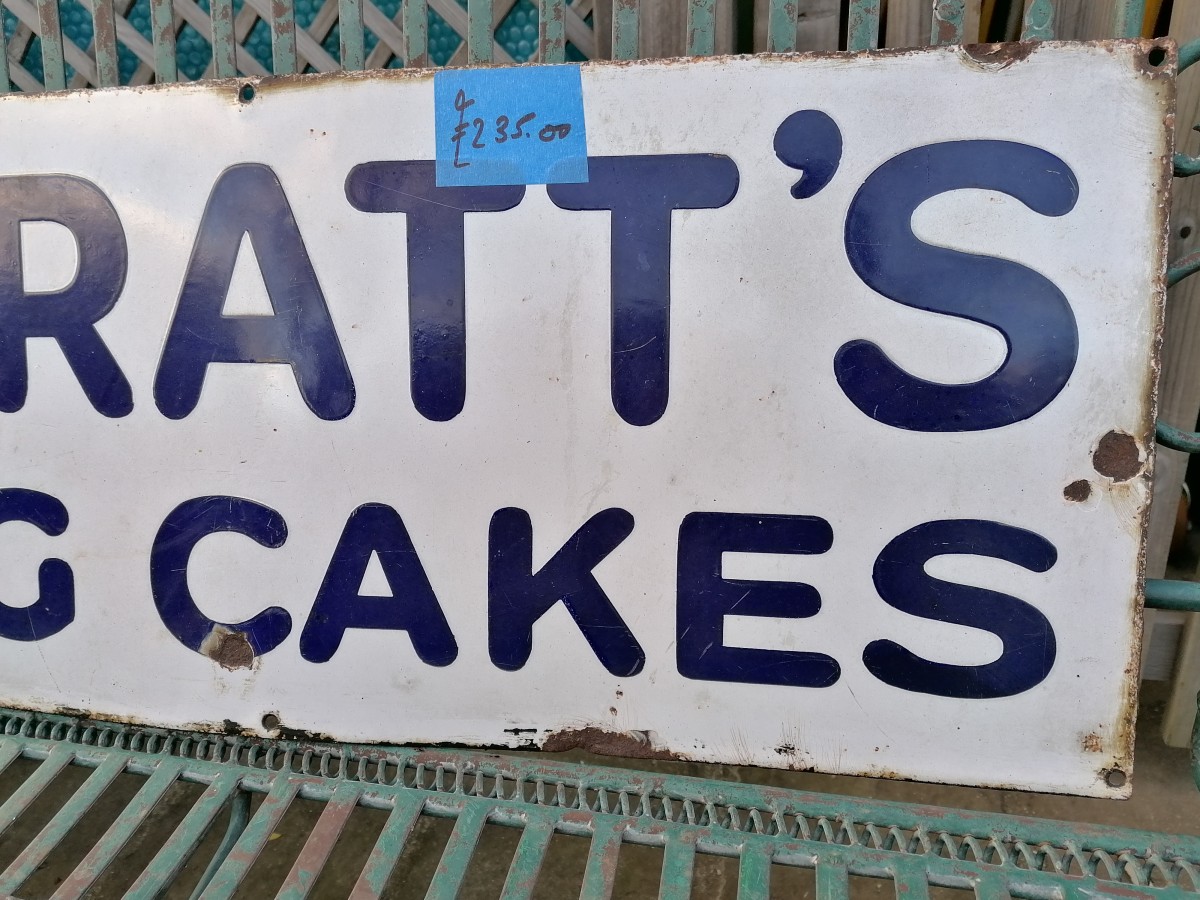 £235.00
RATT'S
G CAKES